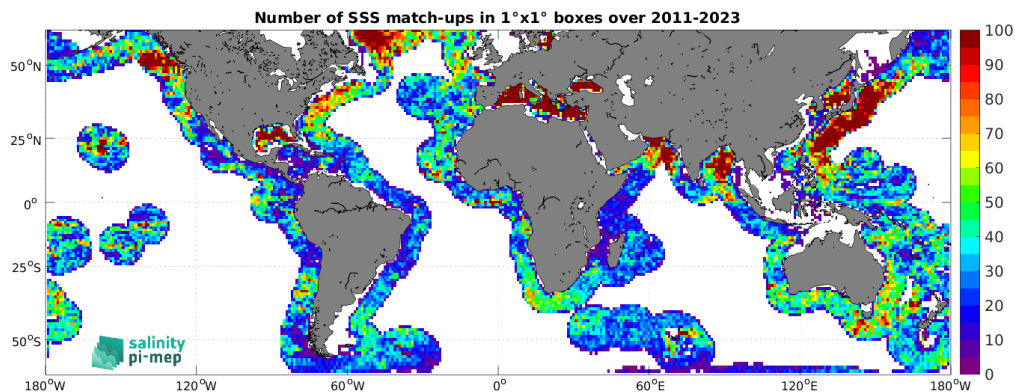 Number of SSS match-ups in 1°x1° boxes over 2011-2023
50°N
25°N
0°
25°S
50°S
180°W
120°W
60°W
0°
60°E
120°E
180°W
100
90
80
70
60
50
40
30
20
10
0
salinity
pi-mep